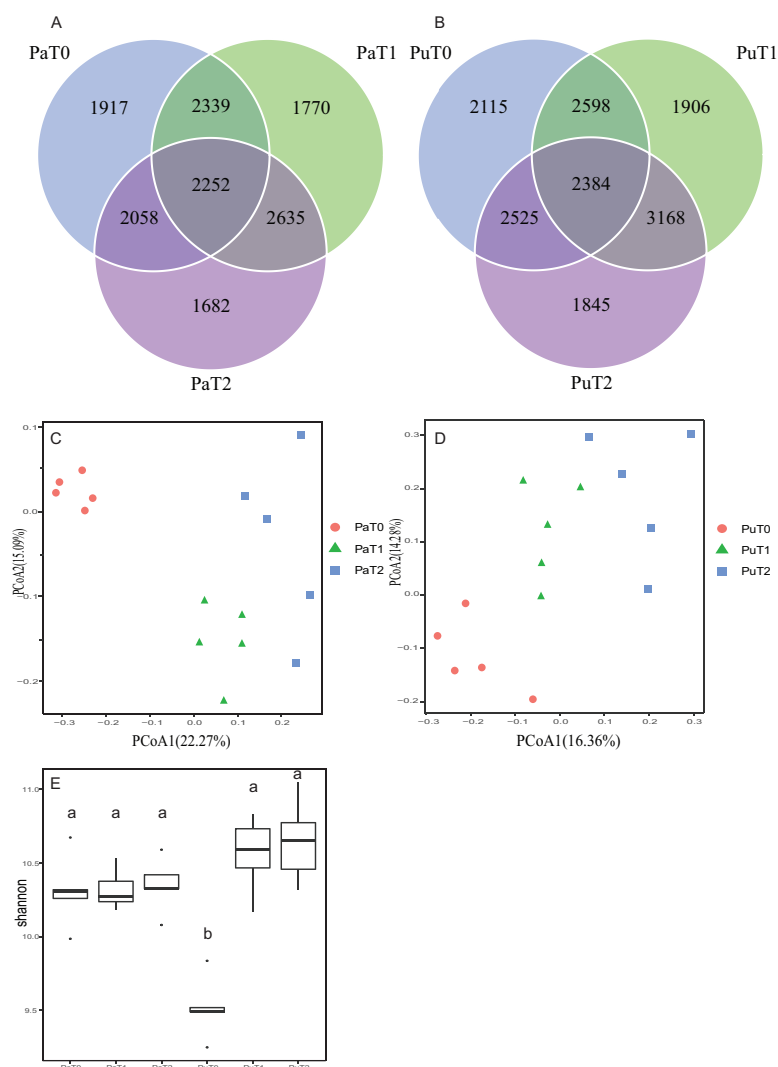 A
B
PaT0
PaT1
PuT0
PuT1
1917
2339
1770
2115
2598
1906
2252
2384
2058
2635
2525
3168
1682
1845
PaT2
PuT2
C
0.1
0.0
-0.1
-0.2
PCoA2(15.09%)
-0.3
-0.2
-0.1
0.0
0.1
0.2
PCoA1(22.27%)
PaT0
PaT1
PaT2
D
0.3
0.2
0.1
0.0
-0.1
-0.2
PCoA2(14.28%)
-0.3
-0.2
-0.1
0.0
0.1
0.2
0.3
PCoA1(16.36%)
PuT0
PuT1
PuT2
E
11.0
10.5
10.0
9.5
shannon
a
a
a
b
a
a